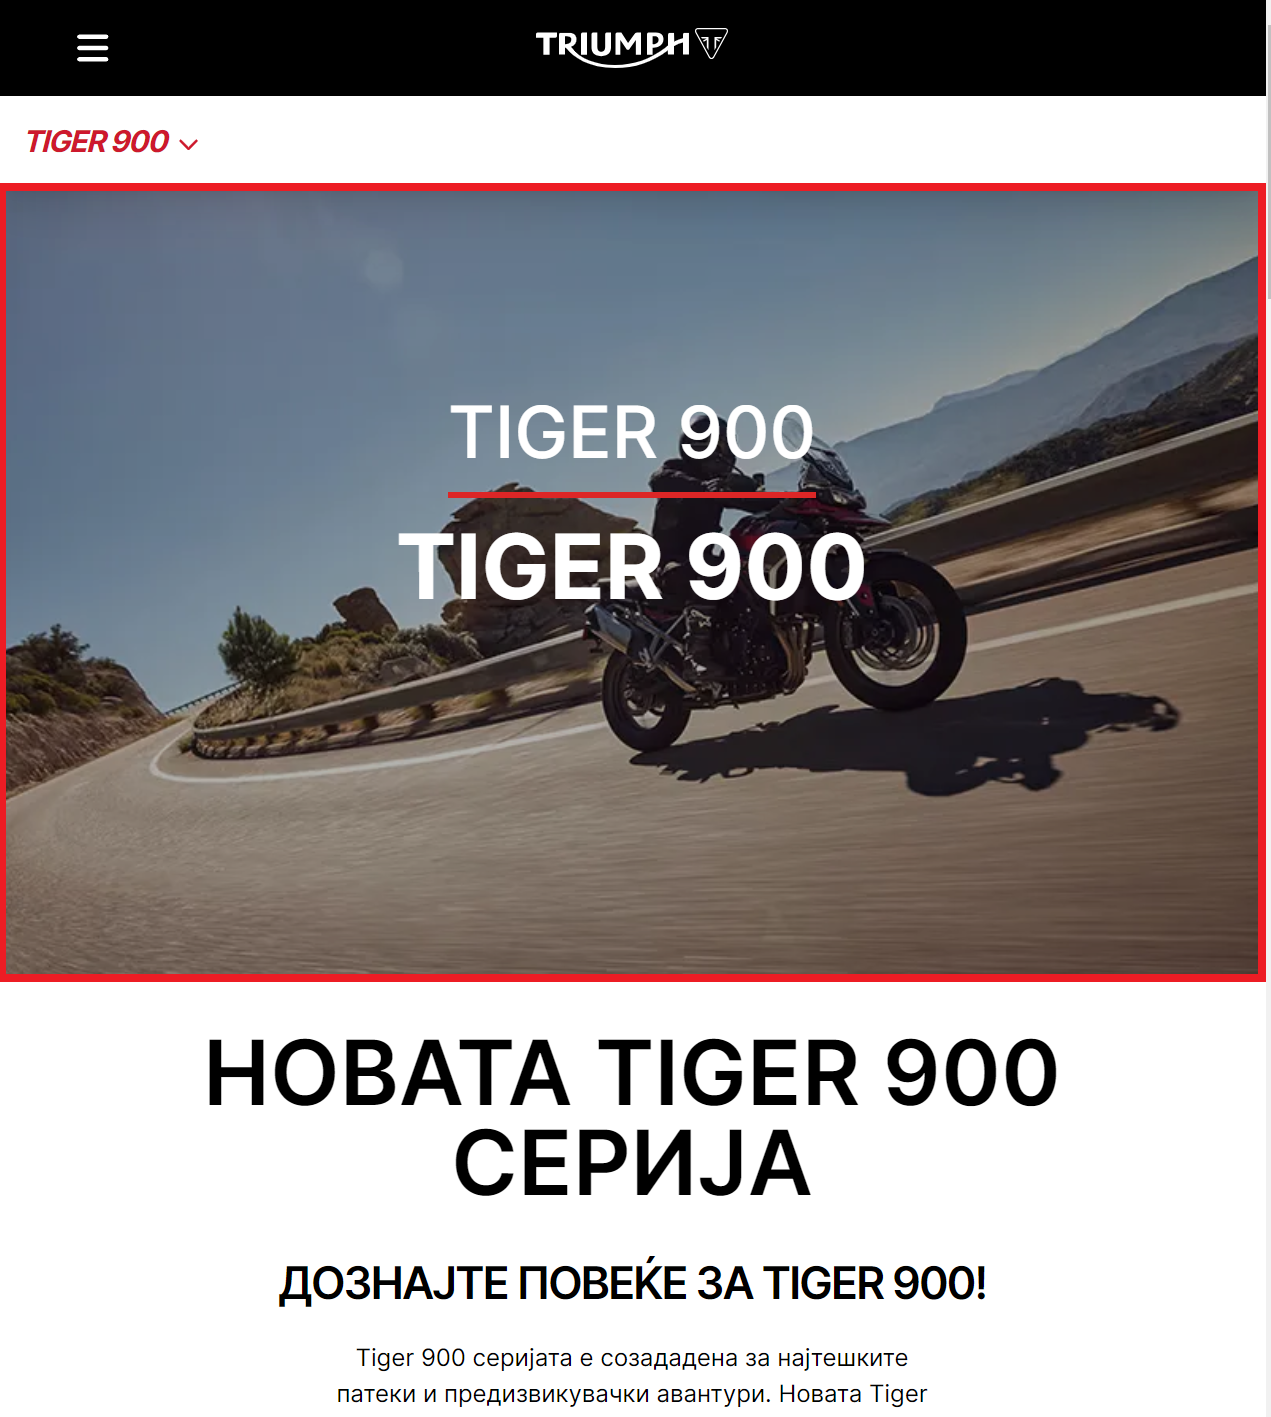 TRIUMPH
TIGER 900
TIGER 900
TIGER 900
НОВАТА TIGER 900
СЕРИЈА
ДОЗНАЈТЕ ПОВЕЌЕ ЗА TIGER 900!
Tiger 900 серијата е созададена за најтешките
патеки и предизвикувачки авантури. Новата Tiger